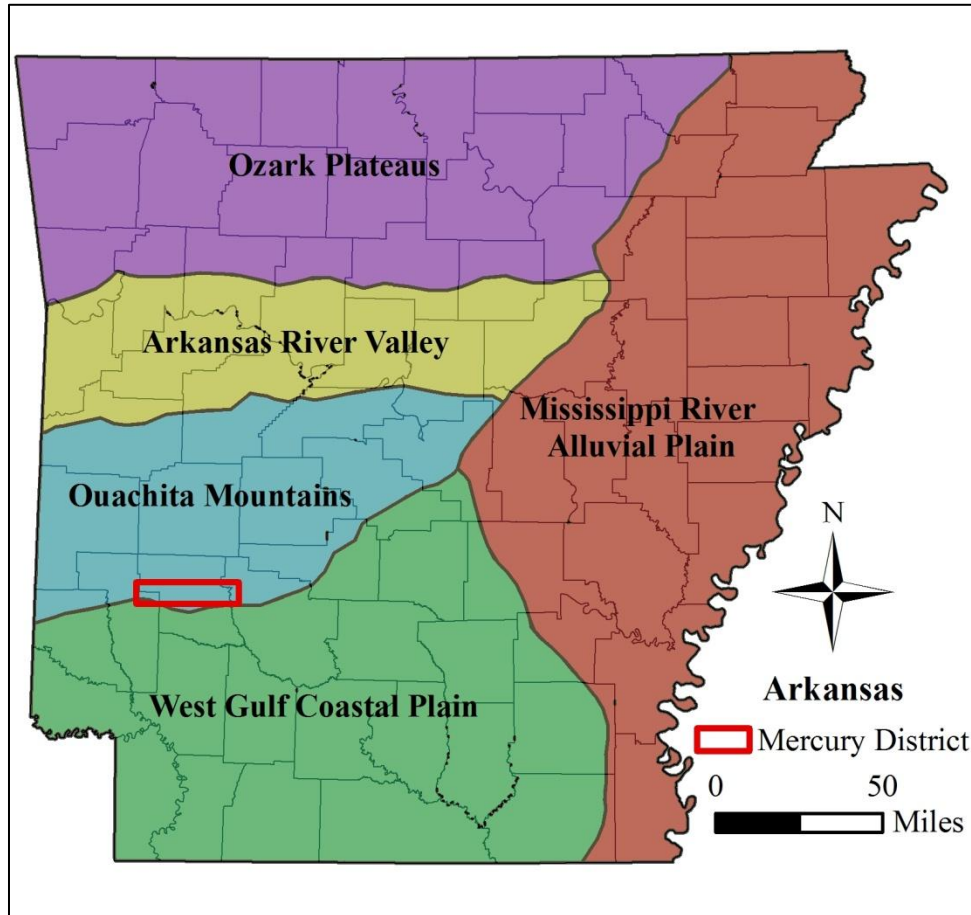 Ozark Plateaus
Arkansas River Valley
Mississippi River
Alluvial Plain
Ouachita Mountains
N
West Gulf Coastal Plain
Arkansas
Mercury District
0 50
Miles